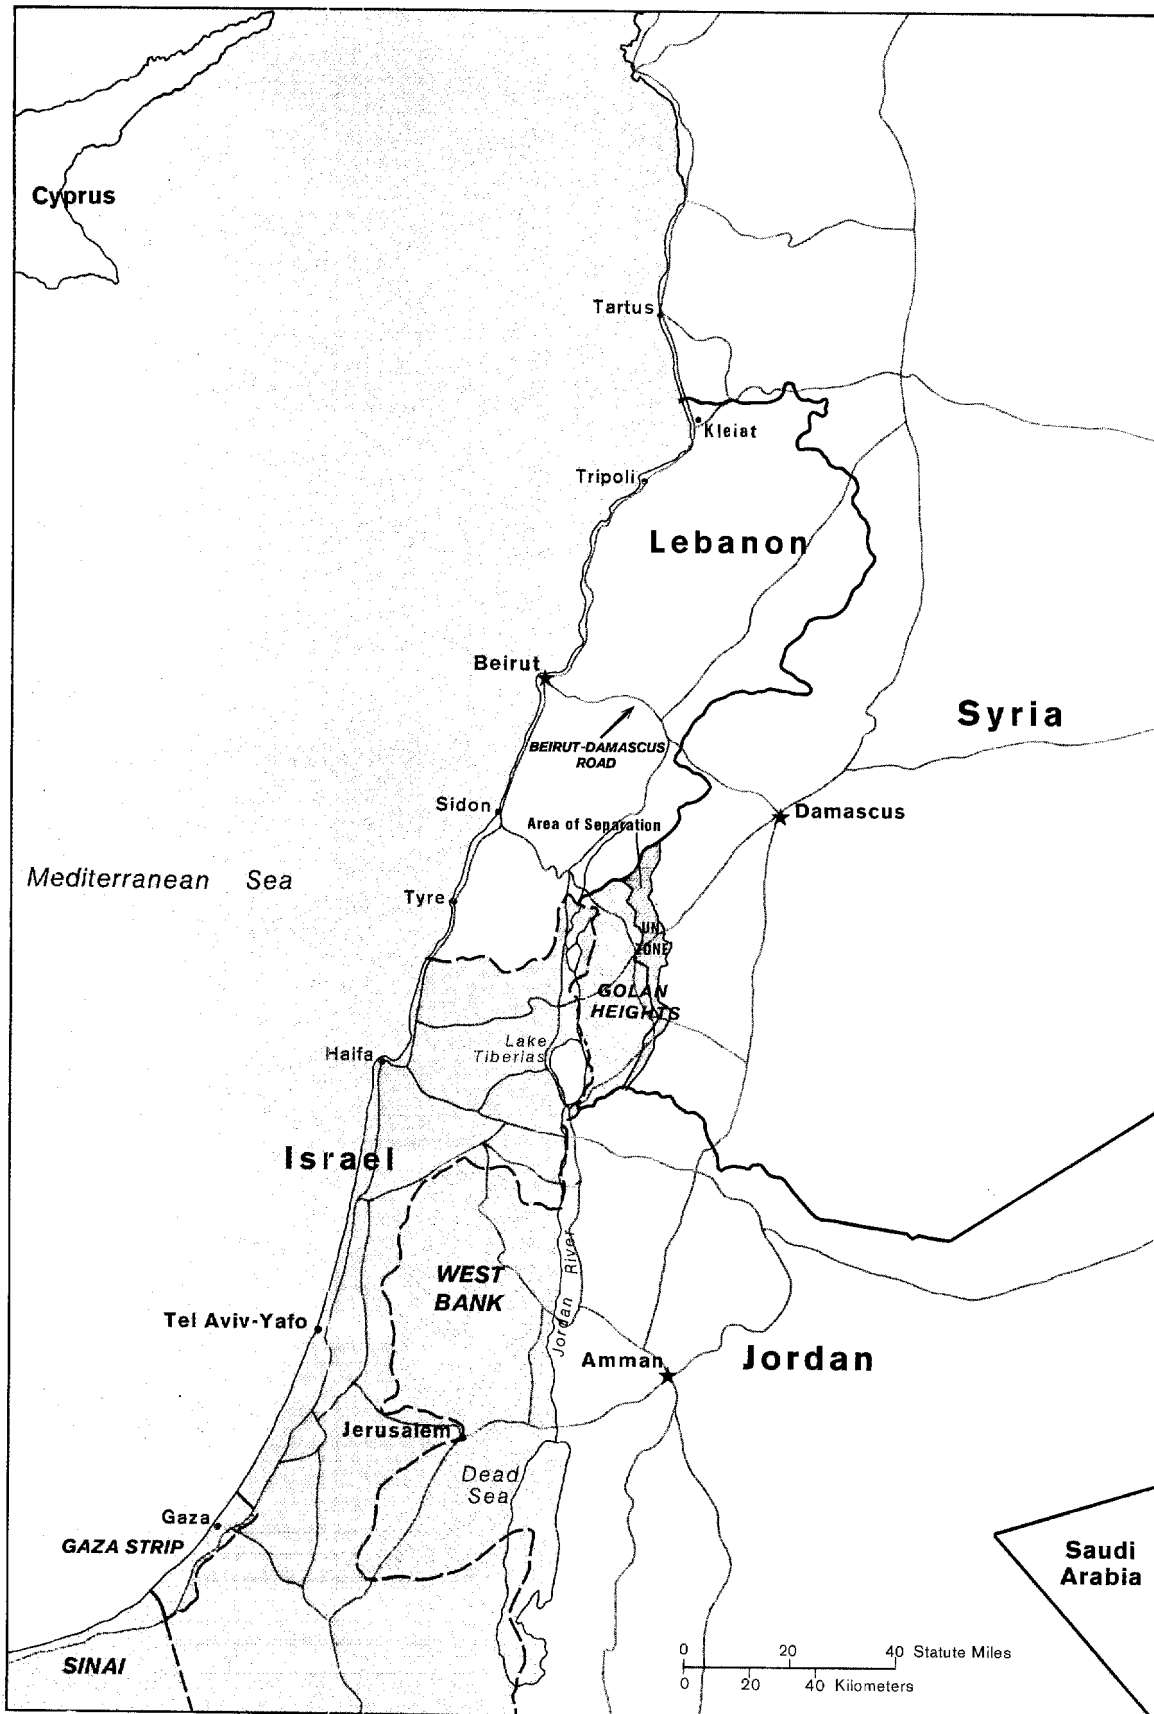 Cyprus
Tartus
Kleiat
Tripoli
Lebanon
Beirut
Syria
BEIRUT-DAMASCUS
ROAD
Sidon
Damascus
Area of Separation
Mediterranean Sea
Tyre
UN
ZONE
GOLAN
HEIGHTS
Lake
Tiberias
Haifa
Israel
Jordan River
WEST
BANK
Tel Aviv-Yafo
Amman
Jordan
Jerusalem
Dead
Sea
Gaza
GAZA STRIP
Saudi
Arabia
SINAI
0 20 40 Statute Miles
0 20 40 Kilometers